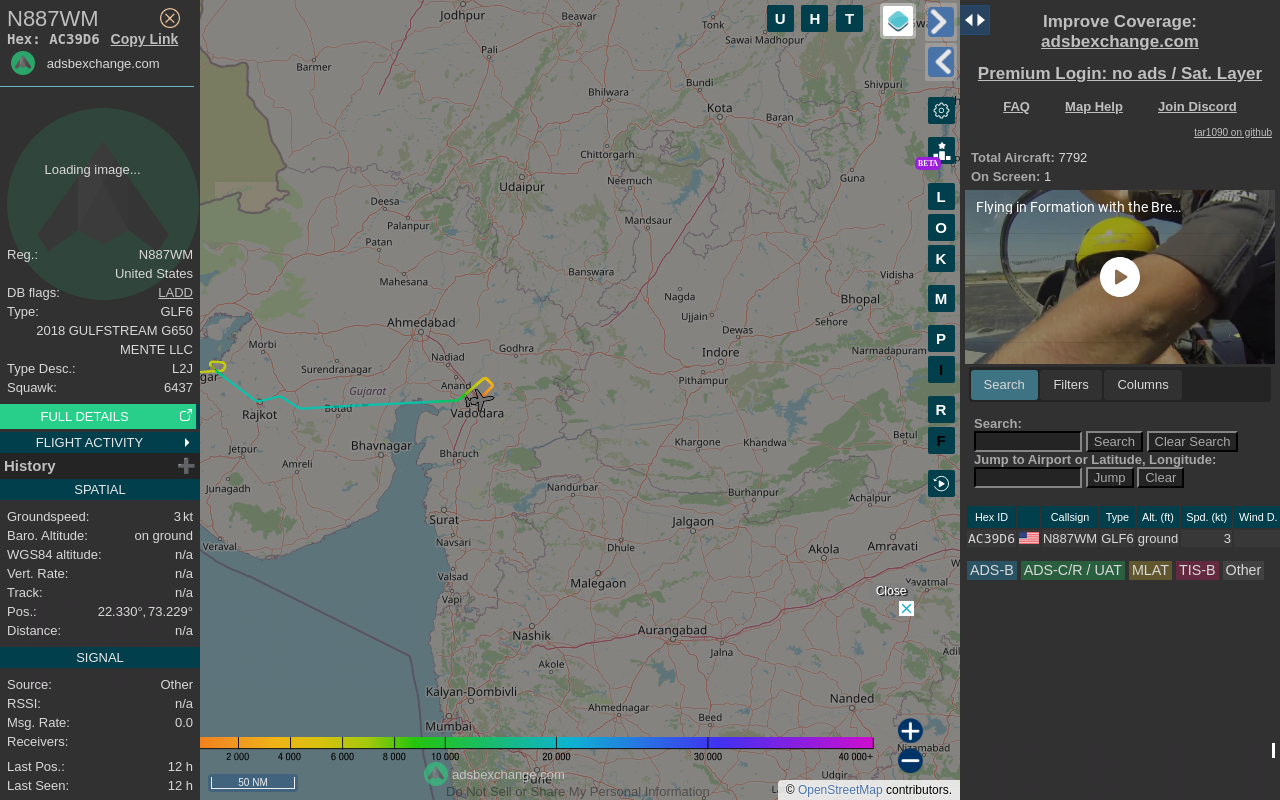 N887WM
Hex: AC39D6 Copy Link
adsbexchange.com
Loading image...
Reg.: N887WM
United States
DB flags: LADD
Type: GLF6
2018 GULFSTREAM G650
MENTE LLC
Type Desc.: L2J
Squawk: 6437
FULL DETAILS
FLIGHT ACTIVITY
History
SPATIAL
Groundspeed: 3 kt
Baro. Altitude: on ground
WGS84 altitude: n/a
Vert. Rate: n/a
Track: n/a
Pos.: 22.330°, 73.229°
Distance: n/a
SIGNAL
Source: Other
RSSI: n/a
Msg. Rate: 0.0
Receivers:
Last Pos.: 12 h
Last Seen: 12 h
Jodhpur
Beawar
Tonk
Sawai Madhopur
Pali
Barmer
Bhilwara
Bundi
Shivpuri
Kota
Baran
Chittorgarh
Udaipur
Neemuch
Guna
Deesa
Palanpur
Mandsaur
Patan
Banswara
Vidisha
Mahesana
Nagda
Bhopal
Ujjain
Sehore
Ahmedabad
Dewas
Morbi
Godhra
Indore
Narmadapuram
Nadiad
Surendranagar
gar
Pithampur
Anand
Gujarat
Rajkot
Botad
Vadodara
Betul
Bhavnagar
Khargone
Khandwa
Jetpur
Bharuch
Amreli
Junagadh
Nandurbar
Burhanpur
Achalpur
Surat
Jalgaon
Navsari
Veraval
Dhule
Akola
Amravati
Valsad
Malegaon
Yavatmal
Vapi
Nashik
Aurangabad
Jalna
Adil
Akole
Kalyan-Dombivli
Ahmednagar
Nanded
Mumbai
Beed
Nizamabad
Pune
Udgir
U H T
L
O
K
M
P
I
R
F
BETA
Close
2 000 4 000 6 000 8 000 10 000 20 000 30 000 40 000+
50 NM
adsbexchange.com
Do Not Sell or Share My Personal Information
© OpenStreetMap contributors.
Improve Coverage:
adsbexchange.com
Premium Login: no ads / Sat. Layer
FAQ Map Help Join Discord
tar1090 on github
Total Aircraft: 7792
On Screen: 1
Flying in Formation with the Bre...
Search Filters Columns
Search:
Search Clear Search
Jump to Airport or Latitude, Longitude:
Jump Clear
Hex ID Callsign Type Alt. (ft) Spd. (kt) Wind D.
AC39D6 N887WM GLF6 ground 3
ADS-B ADS-C/R / UAT MLAT TIS-B Other